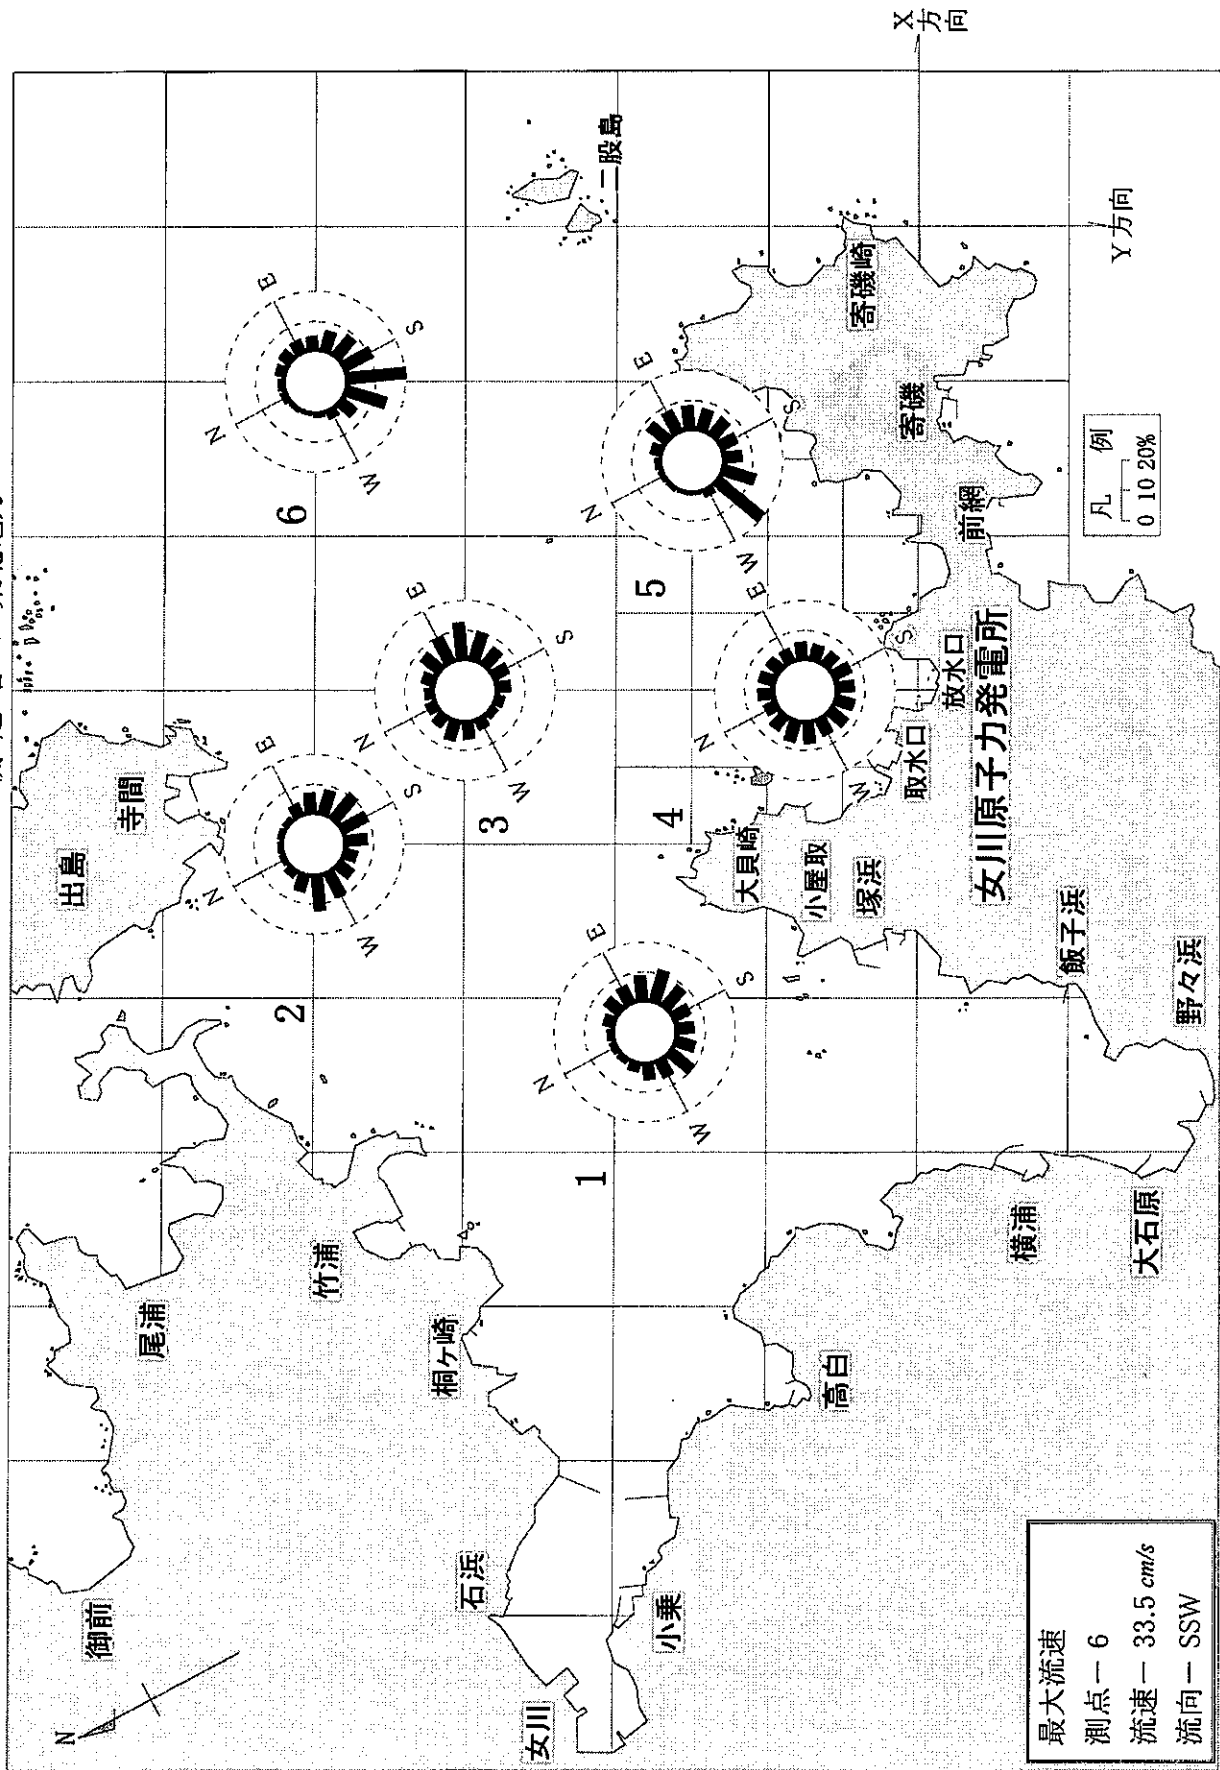 出島
寺間
二股島
6
N
E
S
W
2
N
E
S
W
3
N
E
S
W
5
N
E
S
W
4
N
E
S
W
1
N
E
S
W
N
御前
尾浦
竹浦
桐ヶ崎
石浜
女川
小乗
高白
横浦
大石原
野々浜
飯子浜
塚浜
小屋取
大貝崎
取水口
放水口
女川原子力発電所
前網
寄磯
寄磯崎
X方向
Y方向
凡 例
0 10 20%
最大流速
測点ー 6
流速ー 33.5 cm/s
流向ー SSW